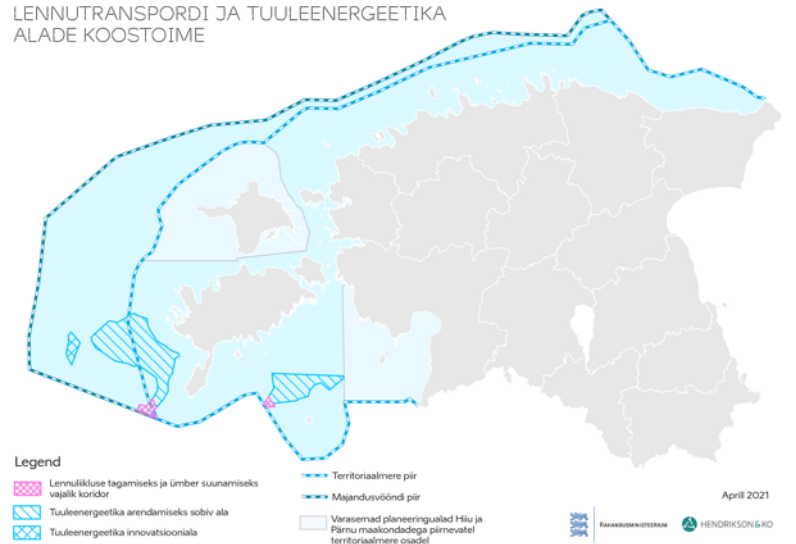 LENNUTRANSPORDI JA TUULEENERGEETIKA
ALADE KOOSTOIME
Legend
Lennuliikluse tagamiseks ja ümber suunamiseks
vajalik koridor
Tuuleenergeetika arendamiseks sobiv ala
Tuuleenergeetika innovatsiooniala
Territoriaalmere piir
Majandusvööndi piir
Varasemad planeeringualad Hiiu ja
Pärnu maakondadega piirnevatel
territoriaalmere osadel
Aprill 2021
RAHANDUSMINISTEERIUM
HENDRIKSON & KO